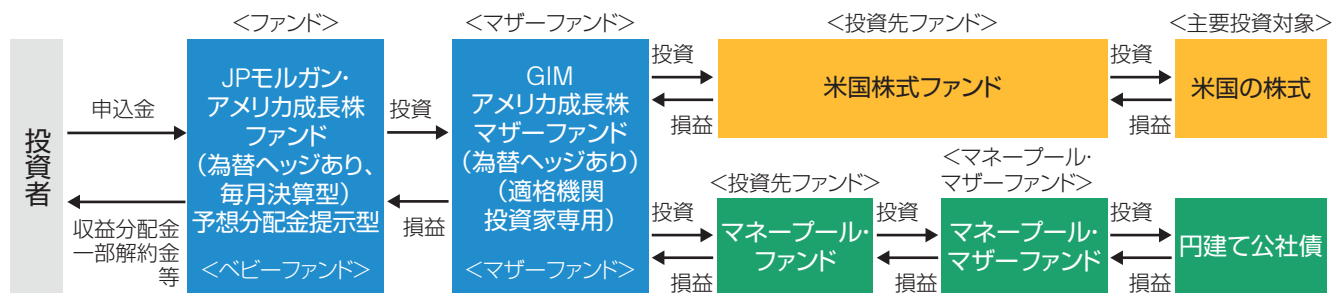 <ファンド>
<マザーファンド>
<投資先ファンド>
<主要投資対象>
投資者
申込金
収益分配金
一部解約金
等
JPモルガン・
アメリカ成長株
ファンド
(為替ヘッジあり、
毎月決算型)
予想分配金提示型
<ベビーファンド>
投資
損益
GIM
アメリカ成長株
マザーファンド
(為替ヘッジあり)
(適格機関
投資家専用)
<マザーファンド>
投資
損益
米国株式ファンド
投資
損益
米国の株式
<投資先ファンド>
<マネープール・
マザーファンド>
投資
損益
マネープール・
ファンド
投資
損益
マネープール・
マザーファンド
投資
損益
円建て公社債